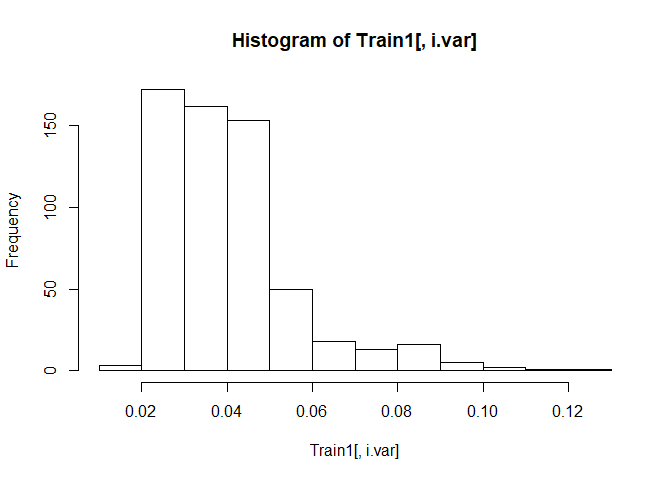 Histogram of Train1[, i.var]
Frequency
150
100
50
0
0.02 0.04 0.06 0.08 0.10 0.12
Train1[, i.var]